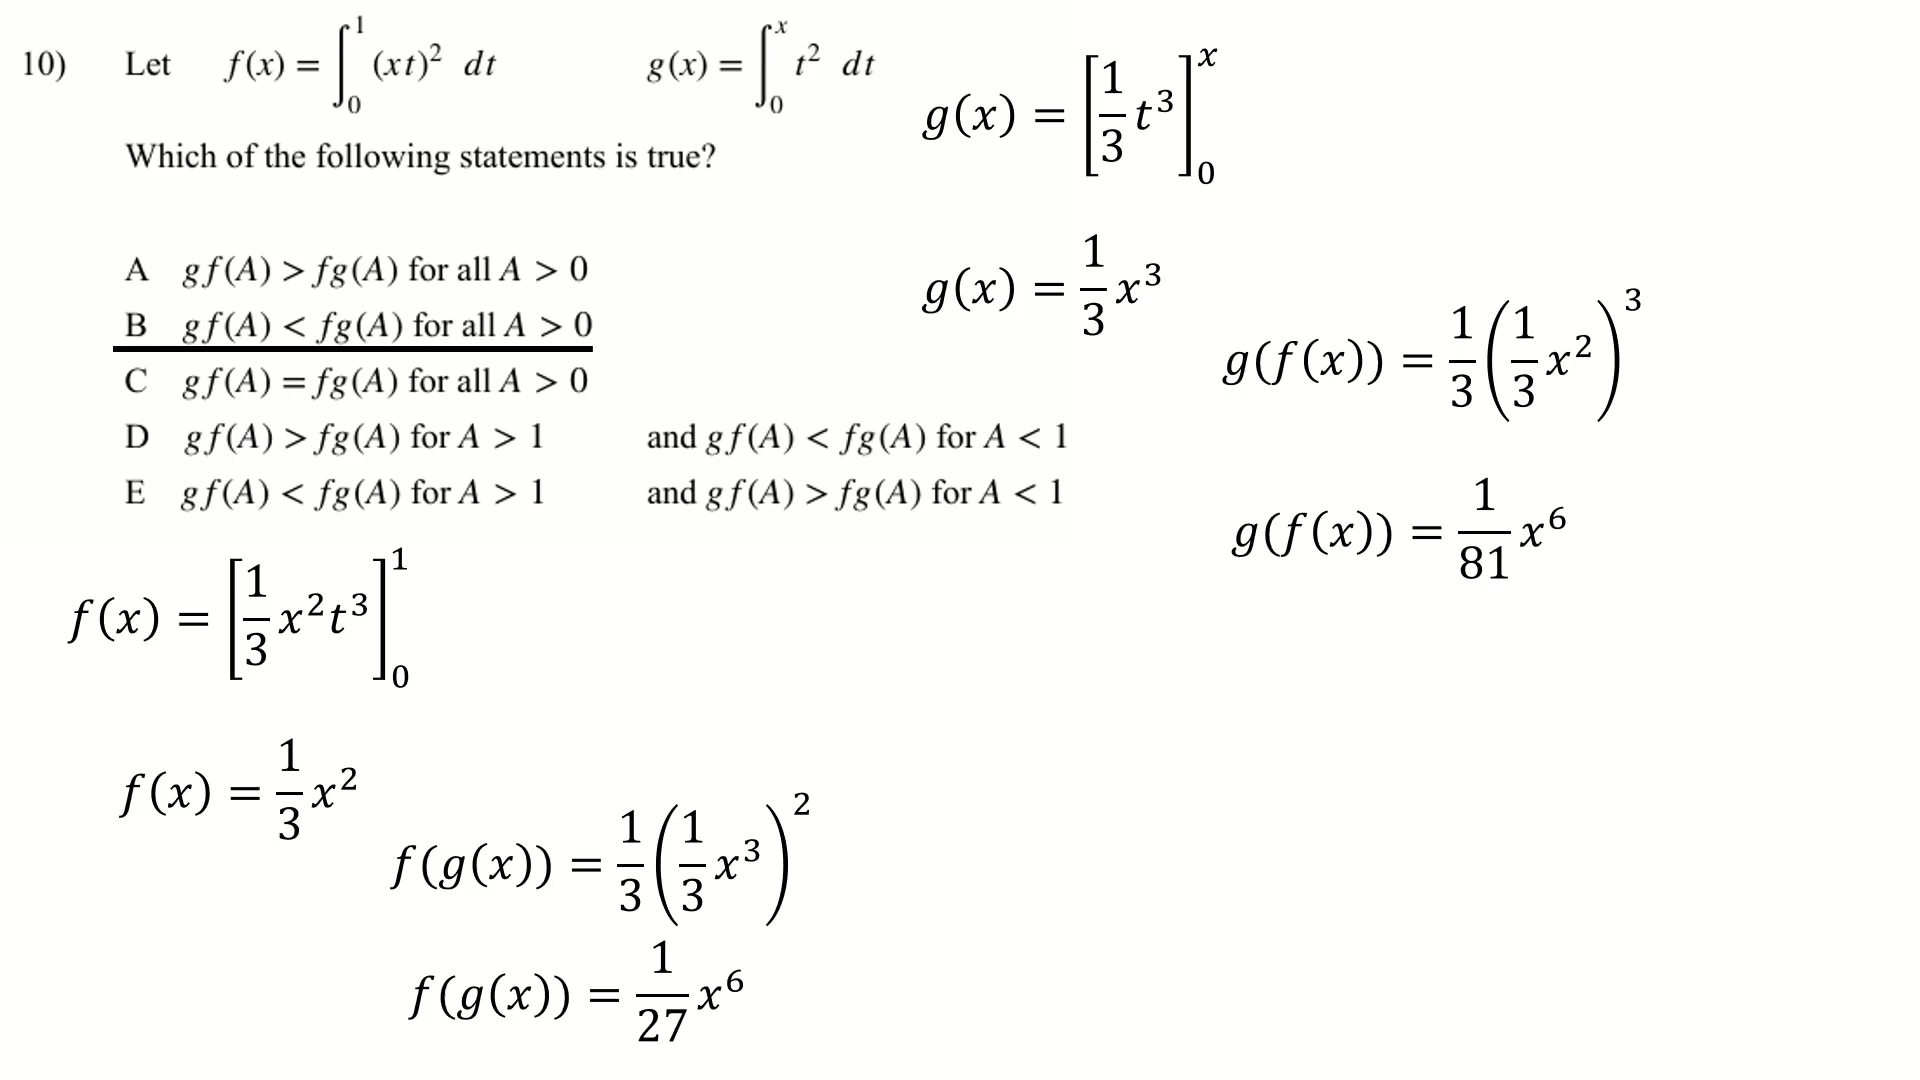 10) Let f(x) = ∫₀¹ (xt)² dt g(x) = ∫₀ˣ t² dt
Which of the following statements is true?
A gf(A) > fg(A) for all A > 0
B gf(A) < fg(A) for all A > 0
C gf(A) = fg(A) for all A > 0
D gf(A) > fg(A) for A > 1 and gf(A) < fg(A) for A < 1
E gf(A) < fg(A) for A > 1 and gf(A) > fg(A) for A < 1
g(x) = [1/3 t³]₀ˣ
g(x) = 1/3 x³
g(f(x)) = 1/3 (1/3 x²)³
g(f(x)) = 1/81 x⁶
f(x) = [1/3 x²t³]₀¹
f(x) = 1/3 x²
f(g(x)) = 1/3 (1/3 x³)²
f(g(x)) = 1/27 x⁶